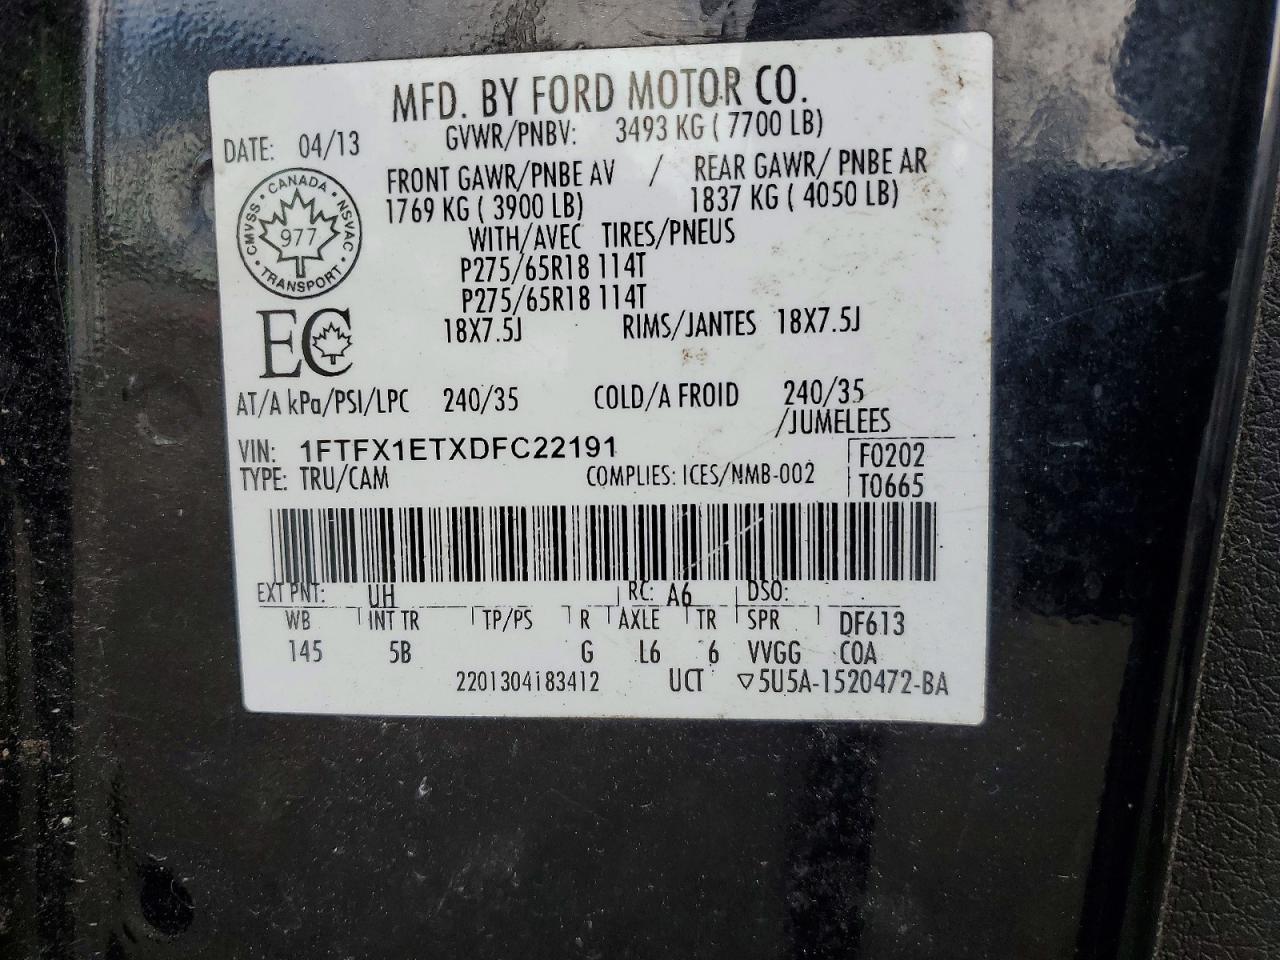 MFD. BY FORD MOTOR CO.
DATE: 04/13 GVWR/PNBV: 3493 KG ( 7700 LB)
FRONT GAWR/PNBE AV / REAR GAWR/ PNBE AR
1769 KG ( 3900 LB) 1837 KG ( 4050 LB)
WITH/AVEC TIRES/PNEUS
P275/65R18 114T
P275/65R18 114T
18X7.5J RIMS/JANTES 18X7.5J
CANADA
CMVSS NSVAC
977
TRANSPORT
EC
AT/A kPa/PSI/LPC 240/35 COLD/A FROID 240/35
/JUMELEES
VIN: 1FTFX1ETXDFC22191 F0202
TYPE: TRU/CAM COMPLIES: ICES/NMB-002 T0665
EXT PNT: UH RC: A6 DSO:
WB INT TR TP/PS R AXLE TR SPR DF613
145 5B G L6 6 VVGG COA
2201304183412 UCT ▽5U5A-1520472-BA